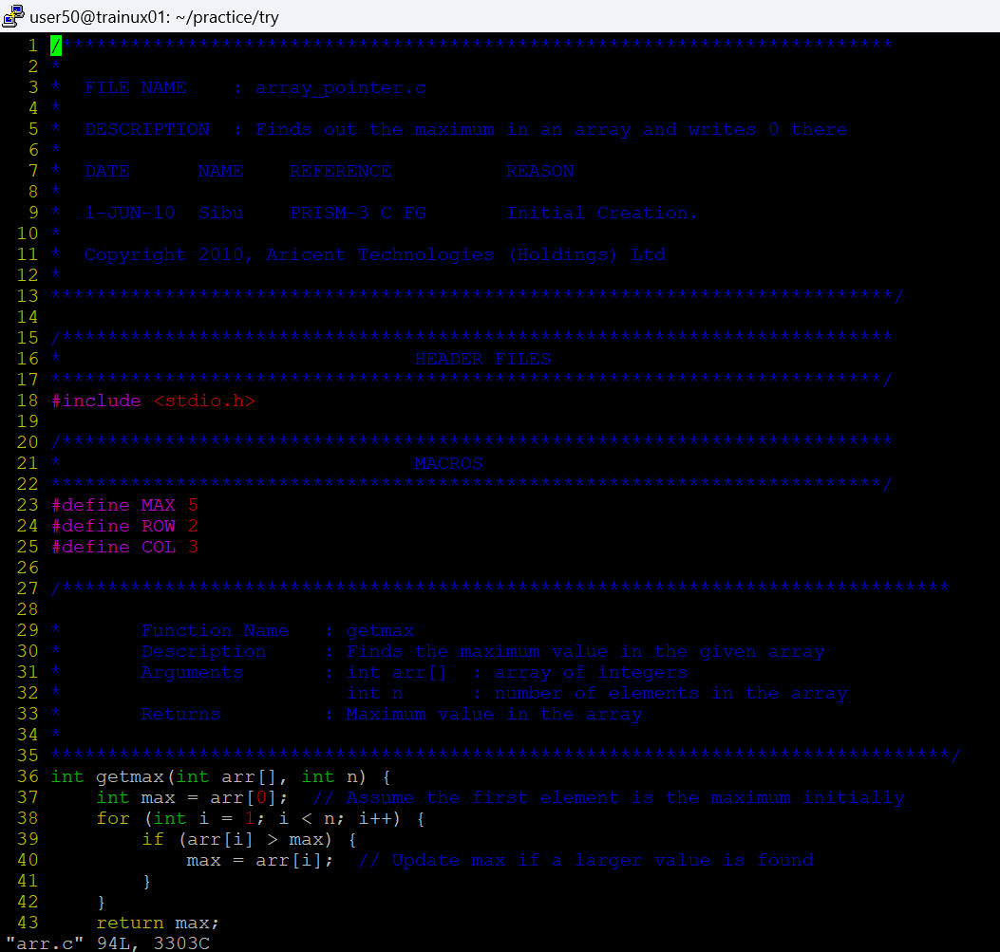 user50@trainux01: ~/practice/try
1 /*************************************************************************
2 *
3 *  FILE NAME    : array_pointer.c
4 *
5 *  DESCRIPTION  : Finds out the maximum in an array and writes 0 there
6 *
7 *  DATE      NAME    REFERENCE          REASON
8 *
9 *  1-JUN-10  Sibu    PRISM-3 C FG       Initial Creation.
10 *
11 *  Copyright 2010, Aricent Technologies (Holdings) Ltd
12 *
13 **************************************************************************/
14
15 /*************************************************************************
16 *                               HEADER FILES
17 *************************************************************************/
18 #include <stdio.h>
19
20 /*************************************************************************
21 *                               MACROS
22 *************************************************************************/
23 #define MAX 5
24 #define ROW 2
25 #define COL 3
26
27 /******************************************************************************
28
29 *       Function Name   : getmax
30 *       Description     : Finds the maximum value in the given array
31 *       Arguments       : int arr[]  : array of integers
32 *                         int n      : number of elements in the array
33 *       Returns         : Maximum value in the array
34 *
35 *******************************************************************************/
36 int getmax(int arr[], int n) {
37     int max = arr[0];  // Assume the first element is the maximum initially
38     for (int i = 1; i < n; i++) {
39         if (arr[i] > max) {
40             max = arr[i];  // Update max if a larger value is found
41         }
42     }
43     return max;
"arr.c" 94L, 3303C